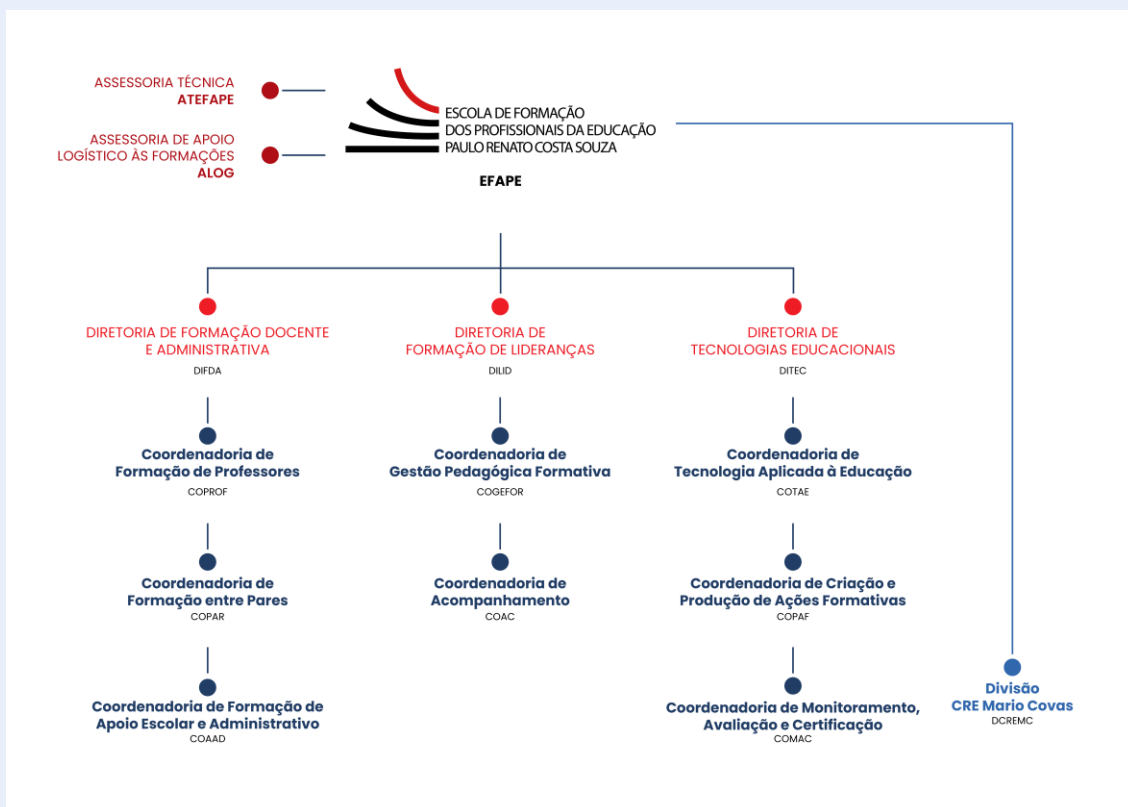 ASSESSORIA TÉCNICA
ATEFAPE
ASSESSORIA DE APOIO
LOGÍSTICO ÀS FORMAÇÕES
ALOG
ESCOLA DE FORMAÇÃO
DOS PROFISSIONAIS DA EDUCAÇÃO
PAULO RENATO COSTA SOUZA
EFAPE
DIRETORIA DE FORMAÇÃO DOCENTE
E ADMINISTRATIVA
DIFDA
Coordenadoria de
Formação de Professores
COPROF
Coordenadoria de
Formação entre Pares
COPAR
Coordenadoria de Formação de
Apoio Escolar e Administrativo
COAAD
DIRETORIA DE
FORMAÇÃO DE LIDERANÇAS
DILID
Coordenadoria de
Gestão Pedagógica Formativa
COGEFOR
Coordenadoria de
Acompanhamento
COAC
DIRETORIA DE
TECNOLOGIAS EDUCACIONAIS
DITEC
Coordenadoria de
Tecnologia Aplicada à Educação
COTAE
Coordenadoria de Criação e
Produção de Ações Formativas
COPAF
Coordenadoria de Monitoramento,
Avaliação e Certificação
COMAC
Divisão
CRE Mario Covas
DCREMC